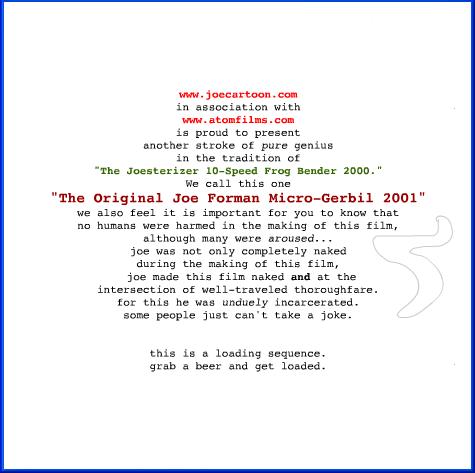 www.joecartoon.com
in association with
www.atomfilms.com
is proud to present
another stroke of pure genius
in the tradition of
"The Joesterizer 10-Speed Frog Bender 2000."
We call this one
"The Original Joe Forman Micro-Gerbil 2001"
we also feel it is important for you to know that
no humans were harmed in the making of this film,
although many were aroused...
joe was not only completely naked
during the making of this film,
joe made this film naked and at the
intersection of well-traveled thoroughfare.
for this he was unduely incarcerated.
some people just can't take a joke.
this is a loading sequence.
grab a beer and get loaded.